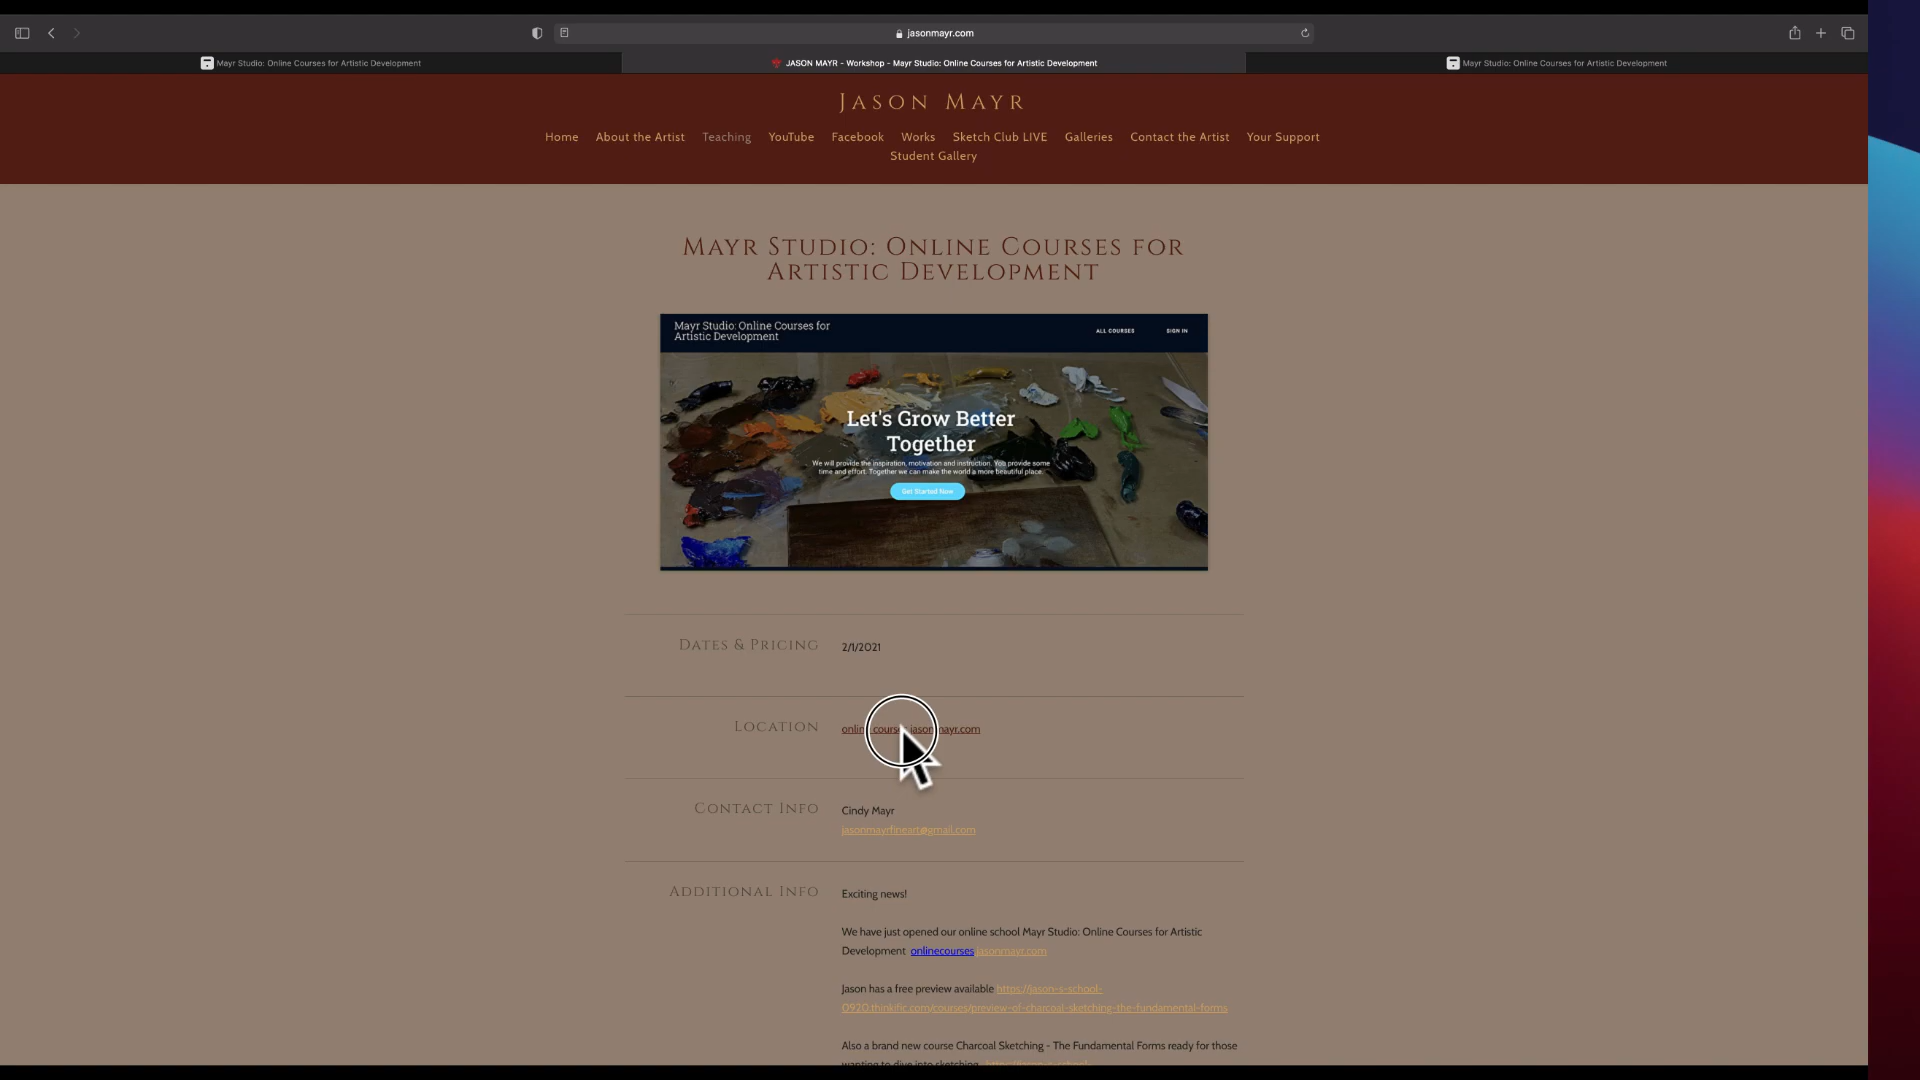 jasonmayr.com
Mayr Studio: Online Courses for Artistic Development
JASON MAYR - Workshop - Mayr Studio: Online Courses for Artistic Development
Mayr Studio: Online Courses for Artistic Development
JASON MAYR
Home About the Artist Teaching YouTube Facebook Works Sketch Club LIVE Galleries Contact the Artist Your Support
Student Gallery
MAYR STUDIO: ONLINE COURSES FOR
ARTISTIC DEVELOPMENT
Mayr Studio: Online Courses for
Artistic Development
ALL COURSES SIGN IN
Let's Grow Better
Together
We will provide the inspiration, motivation and instruction. You provide some
time and effort. Together we can make the world a more beautiful place.
Get Started Now
DATES & PRICING 2/1/2021
LOCATION
CONTACT INFO Cindy Mayr
jasonmayrfineart@gmail.com
ADDITIONAL INFO Exciting news!
We have just opened our online school Mayr Studio: Online Courses for Artistic
Development onlinecourses.jasonmayr.com
Jason has a free preview available https://jason-s-school-
0920.thinkific.com/courses/preview-of-charcoal-sketching-the-fundamental-forms
Also a brand new course Charcoal Sketching - The Fundamental Forms ready for those
wanting to dive into sketching https://jason-s-school-